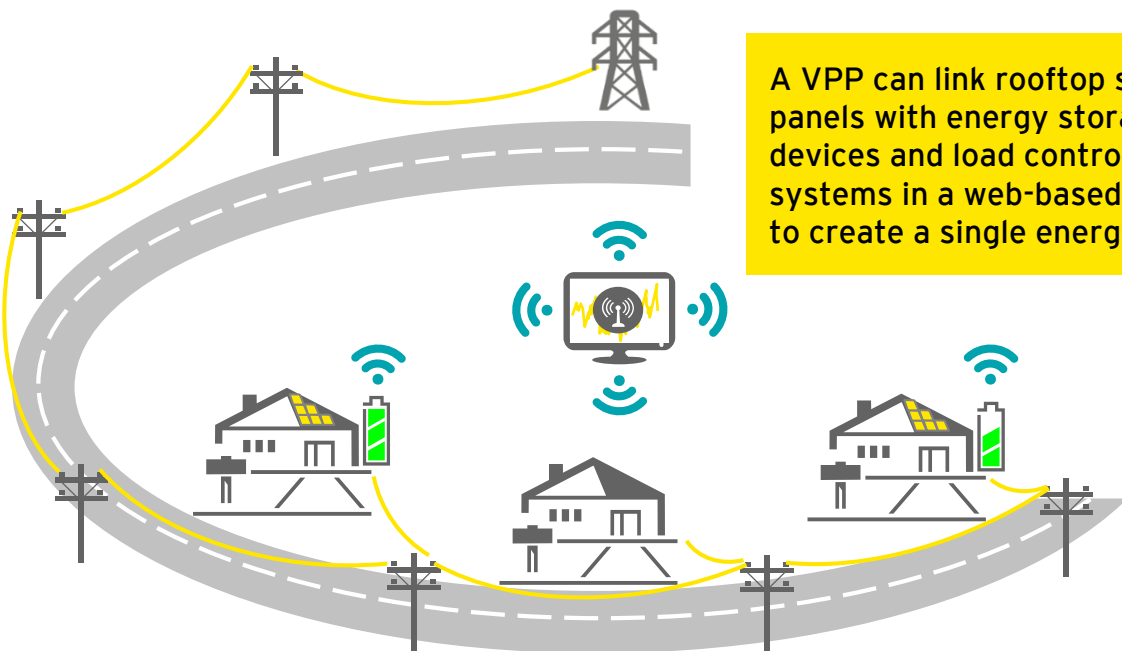 A VPP can link rooftop s
panels with energy stora
devices and load contro
systems in a web-based
to create a single energ